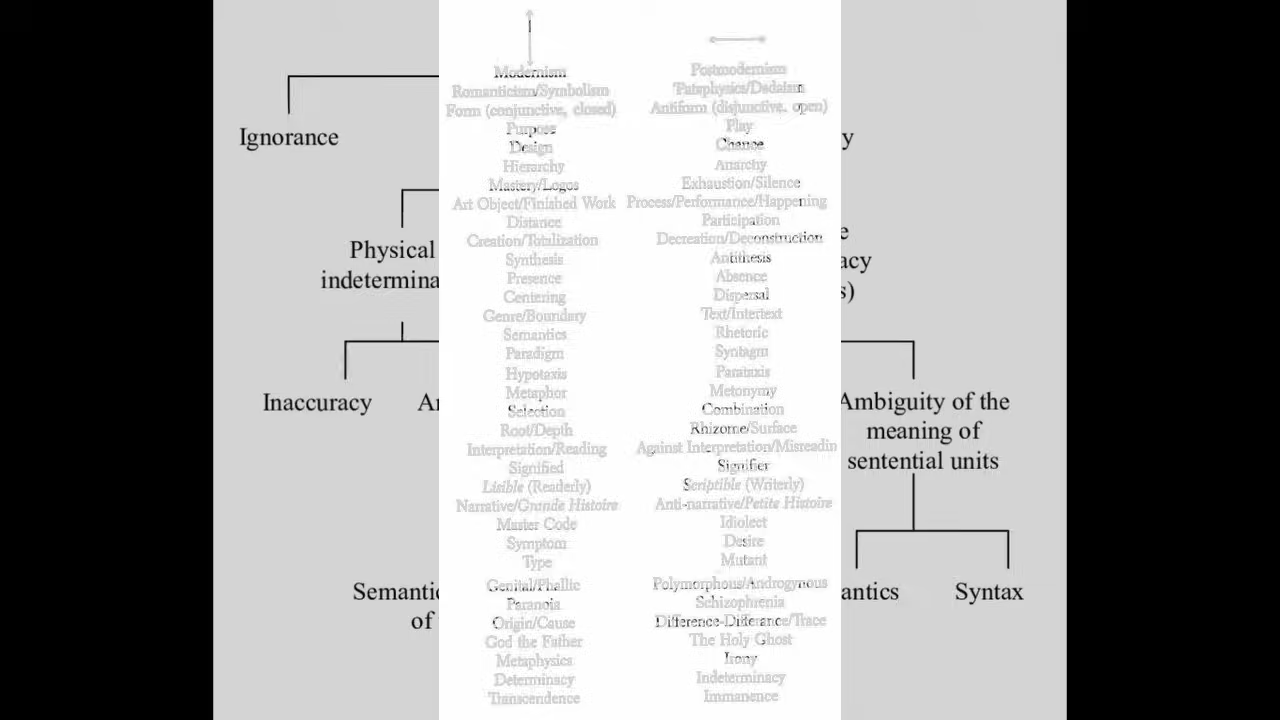 Modernism Postmodernism
Romanticism/Symbolism 'Pataphysics/Dadaism
Form (conjunctive, closed) Antiform (disjunctive, open)
Purpose Play
Ignorance
y
Design Chance
Hierarchy Anarchy
Mastery/Logos Exhaustion/Silence
Art Object/Finished Work Process/Performance/Happening
Distance Participation
e
Creation/Totalization Decreation/Deconstruction
Physical
Synthesis Antithesis
acy
Presence Absence
indetermina
s)
Centering Dispersal
Genre/Boundary Text/Intertext
Semantics Rhetoric
Paradigm Syntagm
Hypotaxis Parataxis
Metaphor Metonymy
Inaccuracy
Ambiguity of the
Selection Combination
Root/Depth Rhizome/Surface
meaning of
Interpretation/Reading Against Interpretation/Misreadin
sentential units
Signified Signifier
Lisible (Readerly) Scriptible (Writerly)
Narrative/Grande Histoire Anti-narrative/Petite Histoire
Master Code Idiolect
Symptom Desire
Type Mutant
Genital/Phallic Polymorphous/Androgynous
Semantic
antics
Syntax
Paranoia Schizophrenia
of
Origin/Cause Difference-Differance/Trace
God the Father The Holy Ghost
Metaphysics Irony
Determinacy Indeterminacy
Transcendence Immanence